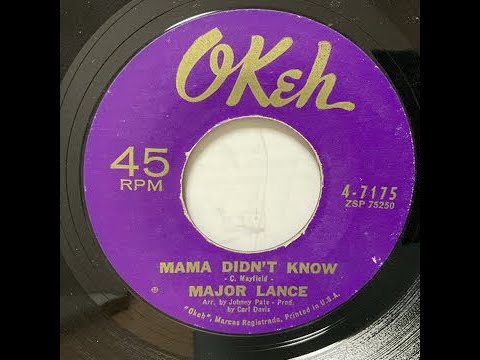 OKeh
45
RPM
4-7175
ZSP 75250
MAMA DIDN'T KNOW
- C. Mayfield -
MAJOR LANCE
Arr. by Johnny Pate - Prod.
by Carl Davis
"Okeh", Marcas Registrada. Printed in U.S.A.